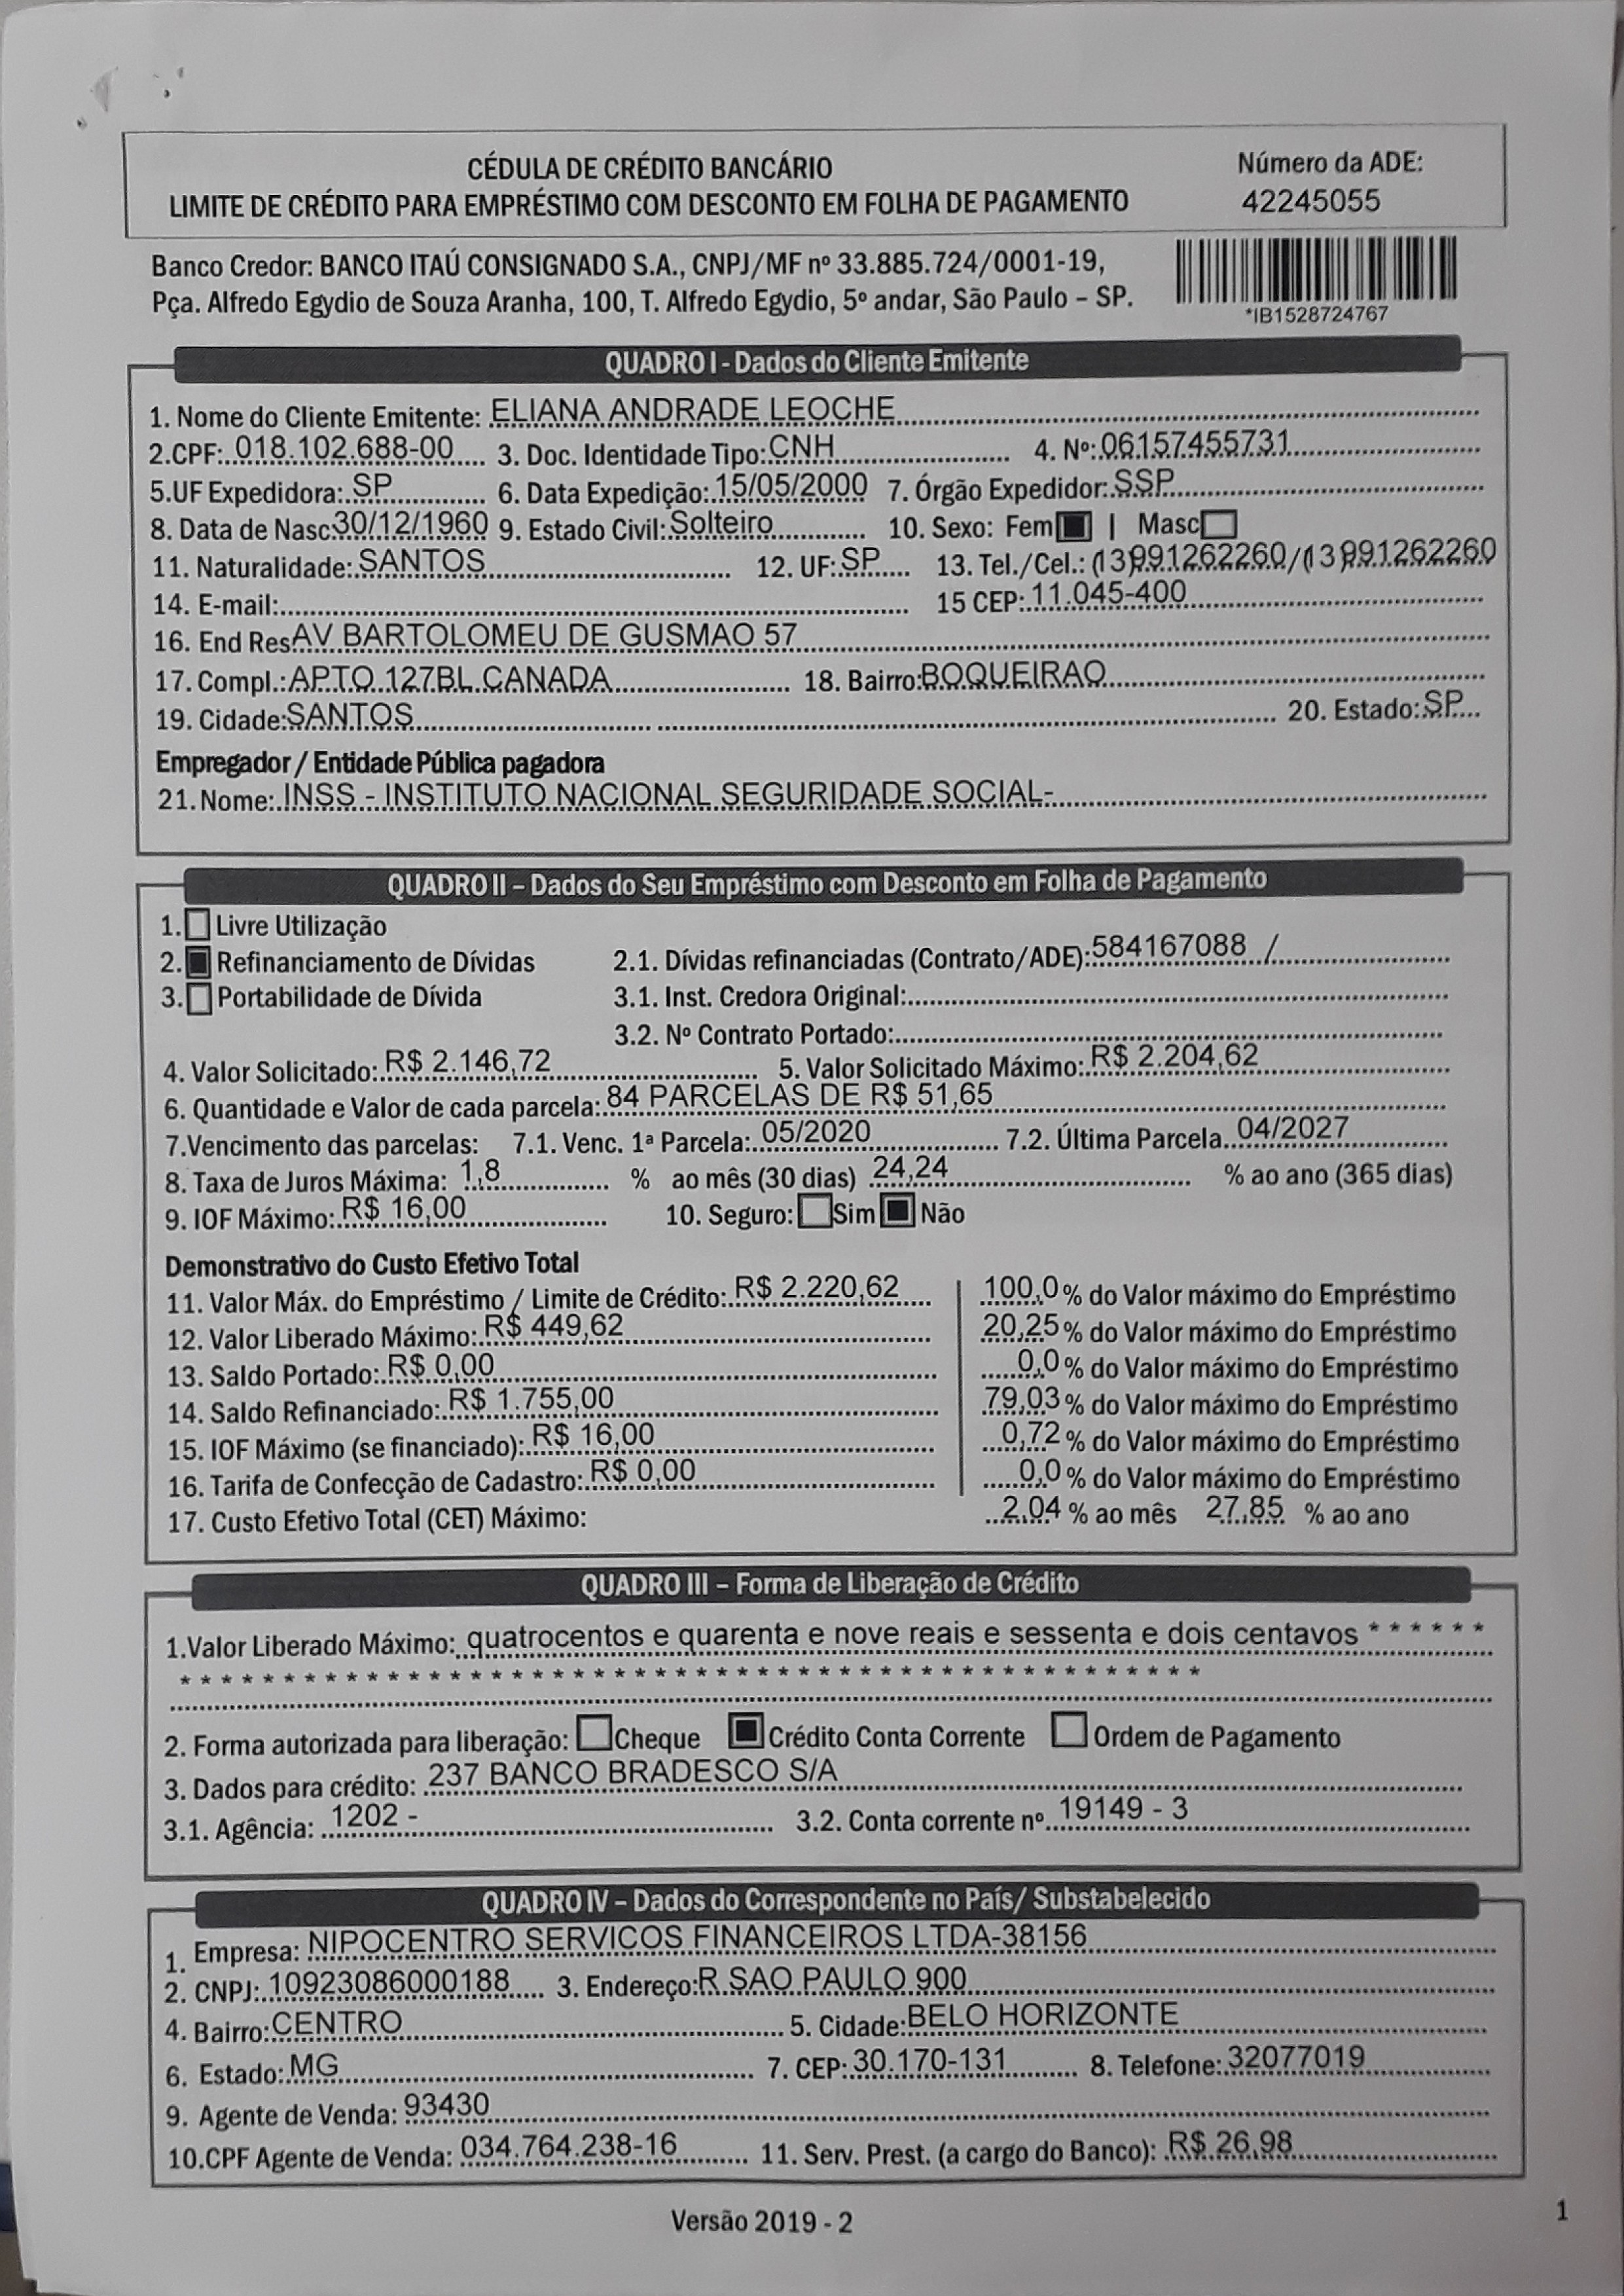 CÉDULA DE CRÉDITO BANCÁRIO
LIMITE DE CRÉDITO PARA EMPRÉSTIMO COM DESCONTO EM FOLHA DE PAGAMENTO
Número da ADE:
42245055
Banco Credor: BANCO ITAÚ CONSIGNADO S.A., CNPJ/MF nº 33.885.724/0001-19,
Pça. Alfredo Egydio de Souza Aranha, 100, T. Alfredo Egydio, 5º andar, São Paulo – SP.
*IB1528724767
QUADRO I - Dados do Cliente Emitente
1. Nome do Cliente Emitente: ELIANA ANDRADE LEOCHE
2.CPF: 018.102.688-00 3. Doc. Identidade Tipo: CNH 4. Nº: 06157455731
5.UF Expedidora: SP 6. Data Expedição: 15/05/2000 7. Órgão Expedidor: SSP
8. Data de Nasc: 30/12/1960 9. Estado Civil: Solteiro 10. Sexo: Fem ■ | Masc □
11. Naturalidade: SANTOS 12. UF: SP 13. Tel./Cel.: (13)991262260/(13)991262260
14. E-mail: 15 CEP: 11.045-400
16. End Res: AV BARTOLOMEU DE GUSMAO 57
17. Compl.: APTO 127BL CANADA 18. Bairro: BOQUEIRAO
19. Cidade: SANTOS 20. Estado: SP
Empregador / Entidade Pública pagadora
21. Nome: INSS - INSTITUTO NACIONAL SEGURIDADE SOCIAL-
QUADRO II – Dados do Seu Empréstimo com Desconto em Folha de Pagamento
1. □ Livre Utilização
2. ■ Refinanciamento de Dívidas 2.1. Dívidas refinanciadas (Contrato/ADE): 584167088 /
3. □ Portabilidade de Dívida 3.1. Inst. Credora Original:
3.2. Nº Contrato Portado:
4. Valor Solicitado: R$ 2.146,72 5. Valor Solicitado Máximo: R$ 2.204,62
6. Quantidade e Valor de cada parcela: 84 PARCELAS DE R$ 51,65
7.Vencimento das parcelas: 7.1. Venc. 1ª Parcela: 05/2020 7.2. Última Parcela 04/2027
8. Taxa de Juros Máxima: 1,8 % ao mês (30 dias) 24,24 % ao ano (365 dias)
9. IOF Máximo: R$ 16,00 10. Seguro: □ Sim ■ Não
Demonstrativo do Custo Efetivo Total
11. Valor Máx. do Empréstimo / Limite de Crédito: R$ 2.220,62 100,0 % do Valor máximo do Empréstimo
12. Valor Liberado Máximo: R$ 449,62 20,25 % do Valor máximo do Empréstimo
13. Saldo Portado: R$ 0,00 0,0 % do Valor máximo do Empréstimo
14. Saldo Refinanciado: R$ 1.755,00 79,03 % do Valor máximo do Empréstimo
15. IOF Máximo (se financiado): R$ 16,00 0,72 % do Valor máximo do Empréstimo
16. Tarifa de Confecção de Cadastro: R$ 0,00 0,0 % do Valor máximo do Empréstimo
17. Custo Efetivo Total (CET) Máximo: 2,04 % ao mês 27,85 % ao ano
QUADRO III – Forma de Liberação de Crédito
1.Valor Liberado Máximo: quatrocentos e quarenta e nove reais e sessenta e dois centavos * * * * * *
* * * * * * * * * * * * * * * * * * * * * * * * * * * * * * * * * * * * * * * * * * * * * * * * * *
2. Forma autorizada para liberação: □ Cheque ■ Crédito Conta Corrente □ Ordem de Pagamento
3. Dados para crédito: 237 BANCO BRADESCO S/A
3.1. Agência: 1202 - 3.2. Conta corrente nº 19149 - 3
QUADRO IV – Dados do Correspondente no País/ Substabelecido
1. Empresa: NIPOCENTRO SERVICOS FINANCEIROS LTDA-38156
2. CNPJ: 10923086000188 3. Endereço: R SAO PAULO 900
4. Bairro: CENTRO 5. Cidade: BELO HORIZONTE
6. Estado: MG 7. CEP: 30.170-131 8. Telefone: 32077019
9. Agente de Venda: 93430
10.CPF Agente de Venda: 034.764.238-16 11. Serv. Prest. (a cargo do Banco): R$ 26,98
Versão 2019 - 2
1